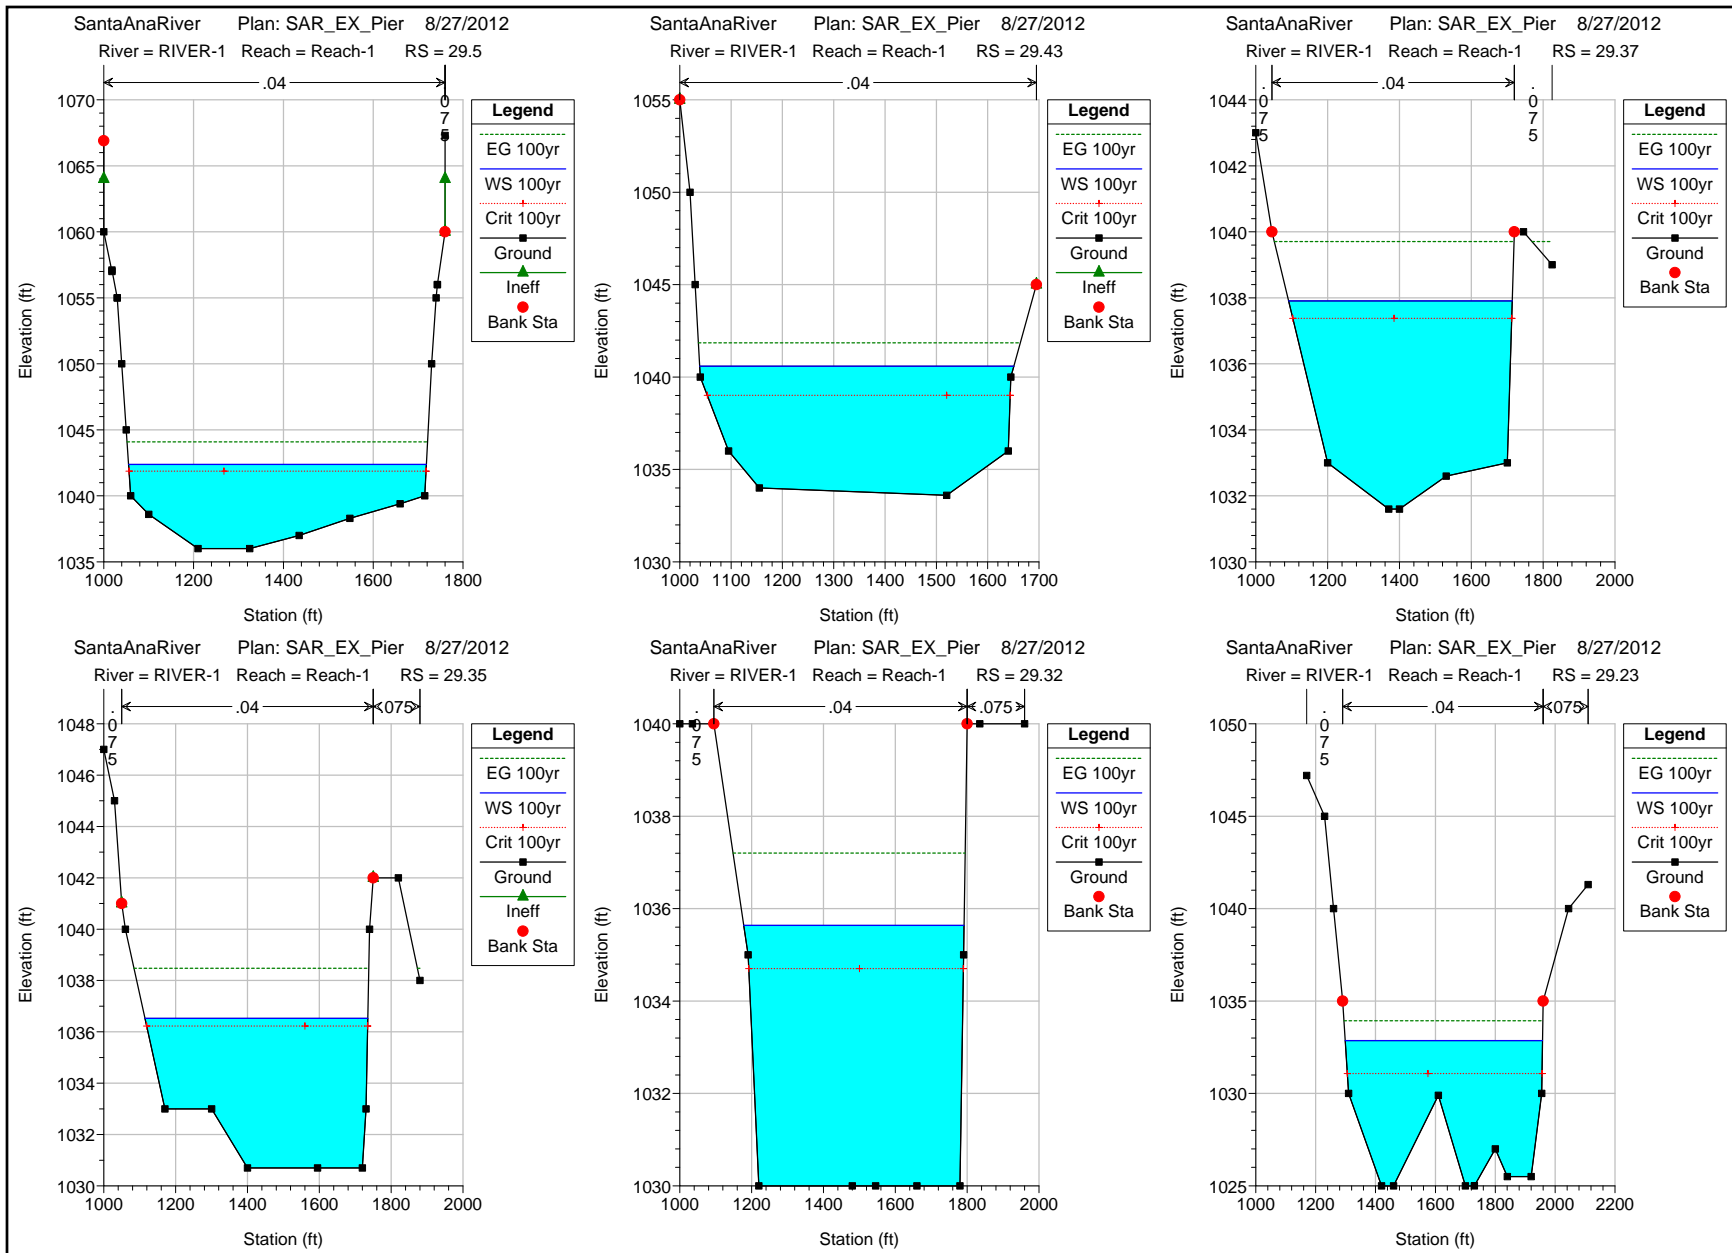 SantaAnaRiver Plan: SAR_EX_Pier 8/27/2012
River = RIVER-1 Reach = Reach-1 RS = 29.5
.04
.075
1070
1065
1060
1055
1050
1045
1040
1035
1000 1200 1400 1600 1800
Elevation (ft)
Station (ft)
Legend
EG 100yr
WS 100yr
Crit 100yr
Ground
Ineff
Bank Sta
SantaAnaRiver Plan: SAR_EX_Pier 8/27/2012
River = RIVER-1 Reach = Reach-1 RS = 29.43
.04
1055
1050
1045
1040
1035
1030
1000 1100 1200 1300 1400 1500 1600 1700
Elevation (ft)
Station (ft)
Legend
EG 100yr
WS 100yr
Crit 100yr
Ground
Ineff
Bank Sta
SantaAnaRiver Plan: SAR_EX_Pier 8/27/2012
River = RIVER-1 Reach = Reach-1 RS = 29.37
.075
.04
.075
1044
1042
1040
1038
1036
1034
1032
1030
1000 1200 1400 1600 1800 2000
Elevation (ft)
Station (ft)
Legend
EG 100yr
WS 100yr
Crit 100yr
Ground
Bank Sta
SantaAnaRiver Plan: SAR_EX_Pier 8/27/2012
River = RIVER-1 Reach = Reach-1 RS = 29.35
.075
.04
.075
1048
1046
1044
1042
1040
1038
1036
1034
1032
1030
1000 1200 1400 1600 1800 2000
Elevation (ft)
Station (ft)
Legend
EG 100yr
WS 100yr
Crit 100yr
Ground
Ineff
Bank Sta
SantaAnaRiver Plan: SAR_EX_Pier 8/27/2012
River = RIVER-1 Reach = Reach-1 RS = 29.32
.075
.04
.075
1040
1038
1036
1034
1032
1030
1000 1200 1400 1600 1800 2000
Elevation (ft)
Station (ft)
Legend
EG 100yr
WS 100yr
Crit 100yr
Ground
Bank Sta
SantaAnaRiver Plan: SAR_EX_Pier 8/27/2012
River = RIVER-1 Reach = Reach-1 RS = 29.23
.075
.04
.075
1050
1045
1040
1035
1030
1025
1000 1200 1400 1600 1800 2000 2200
Elevation (ft)
Station (ft)
Legend
EG 100yr
WS 100yr
Crit 100yr
Ground
Bank Sta